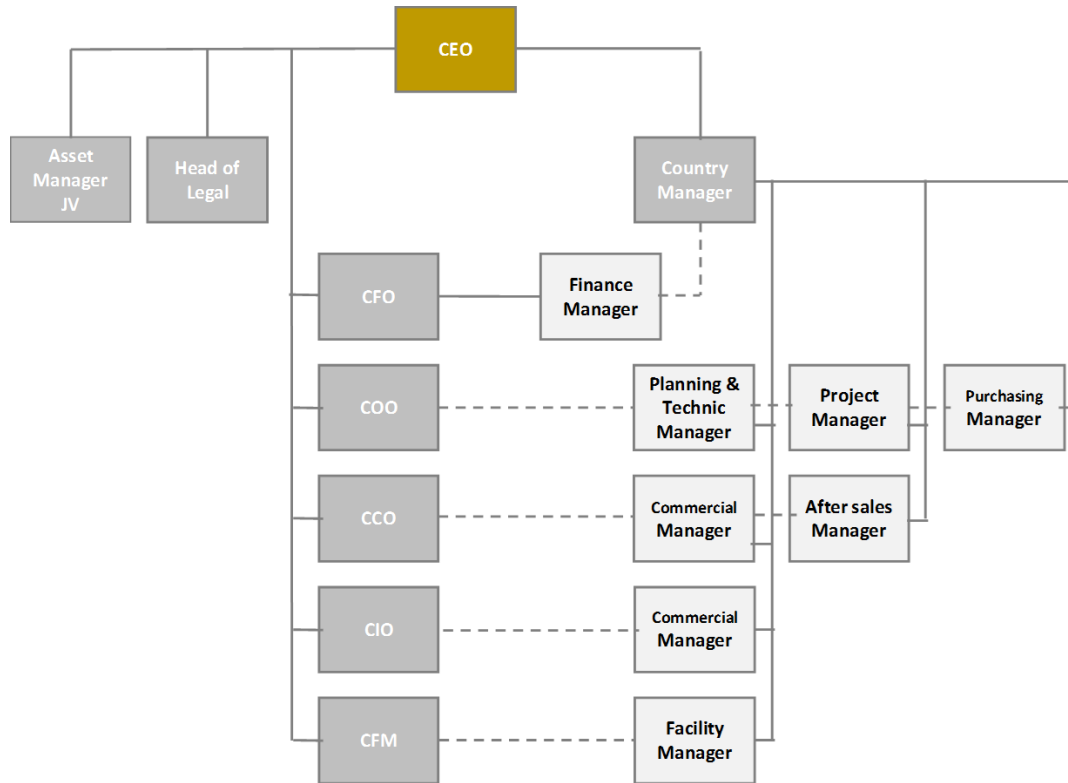 CEO
Asset
Manager
JV
Head of
Legal
Country
Manager
CFO
Finance
Manager
COO
Planning &
Technic
Manager
Project
Manager
Purchasing
Manager
CCO
Commercial
Manager
After sales
Manager
CIO
Commercial
Manager
CFM
Facility
Manager